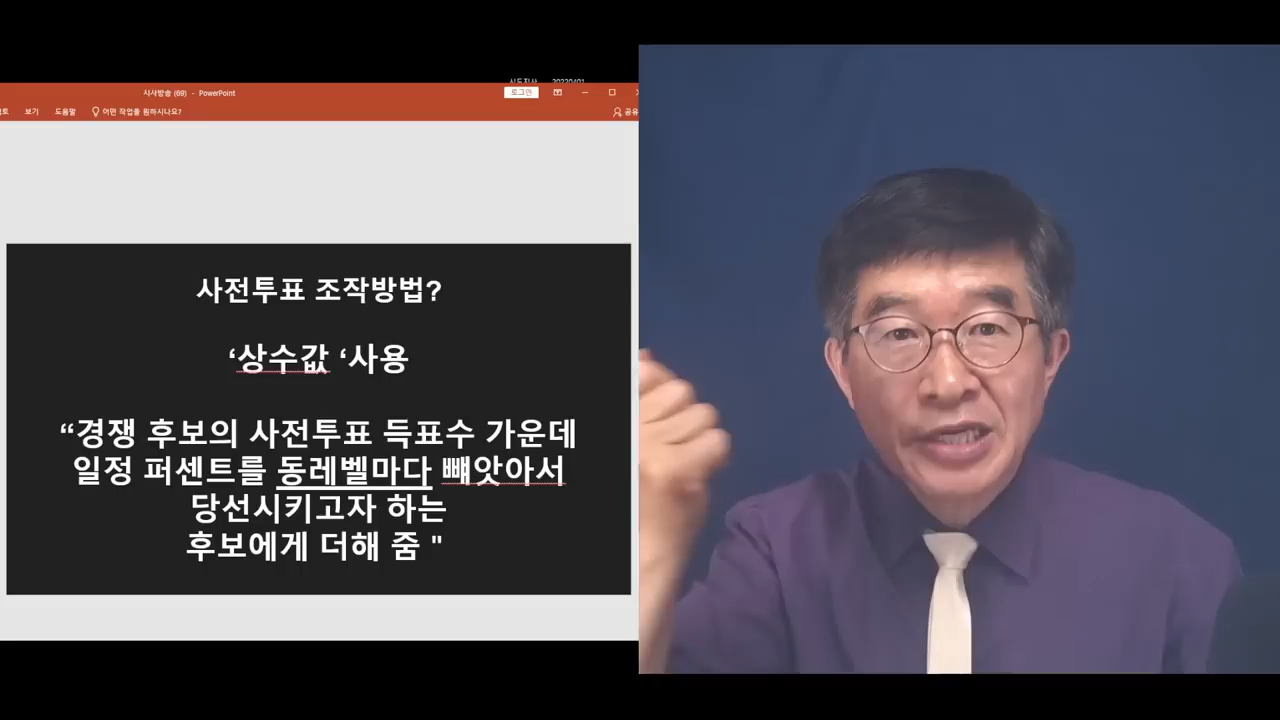 시사방송 (69) - PowerPoint
로그인
보기 도움말 어떤 작업을 원하시나요? 공유
사전투표 조작방법?
‘상수값 ‘사용
“경쟁 후보의 사전투표 득표수 가운데
일정 퍼센트를 동레벨마다 빼앗아서
당선시키고자 하는
후보에게 더해 줌 "